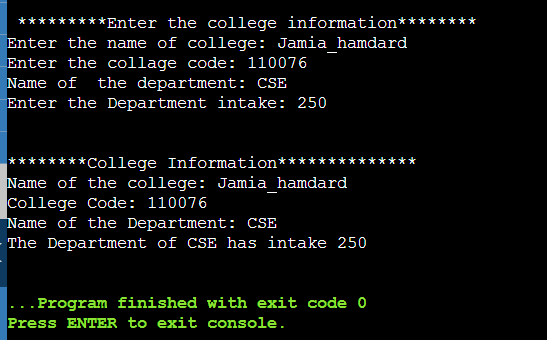 *********Enter the college information********
Enter the name of college: Jamia_hamdard
Enter the collage code: 110076
Name of  the department: CSE
Enter the Department intake: 250
********College Information**************
Name of the college: Jamia_hamdard
College Code: 110076
Name of the Department: CSE
The Department of CSE has intake 250
...Program finished with exit code 0
Press ENTER to exit console.